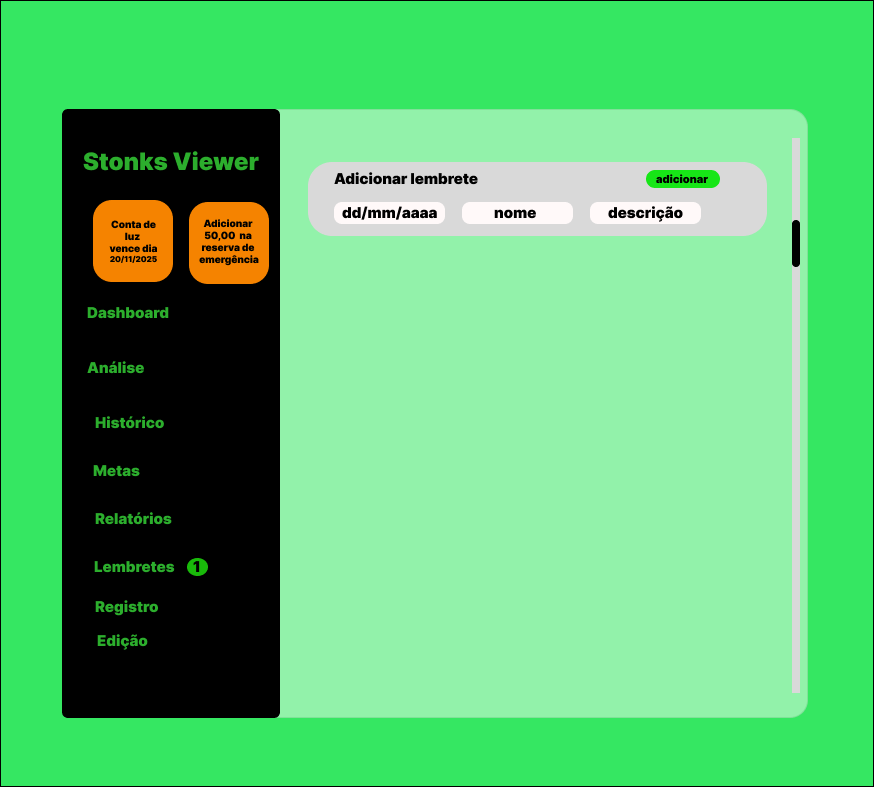 Stonks Viewer
Conta de
luz
vence dia
20/11/2025
Adicionar
50,00 na
reserva de
emergência
Dashboard
Análise
Histórico
Metas
Relatórios
Lembretes 1
Registro
Edição
Adicionar lembrete
adicionar
dd/mm/aaaa nome descrição